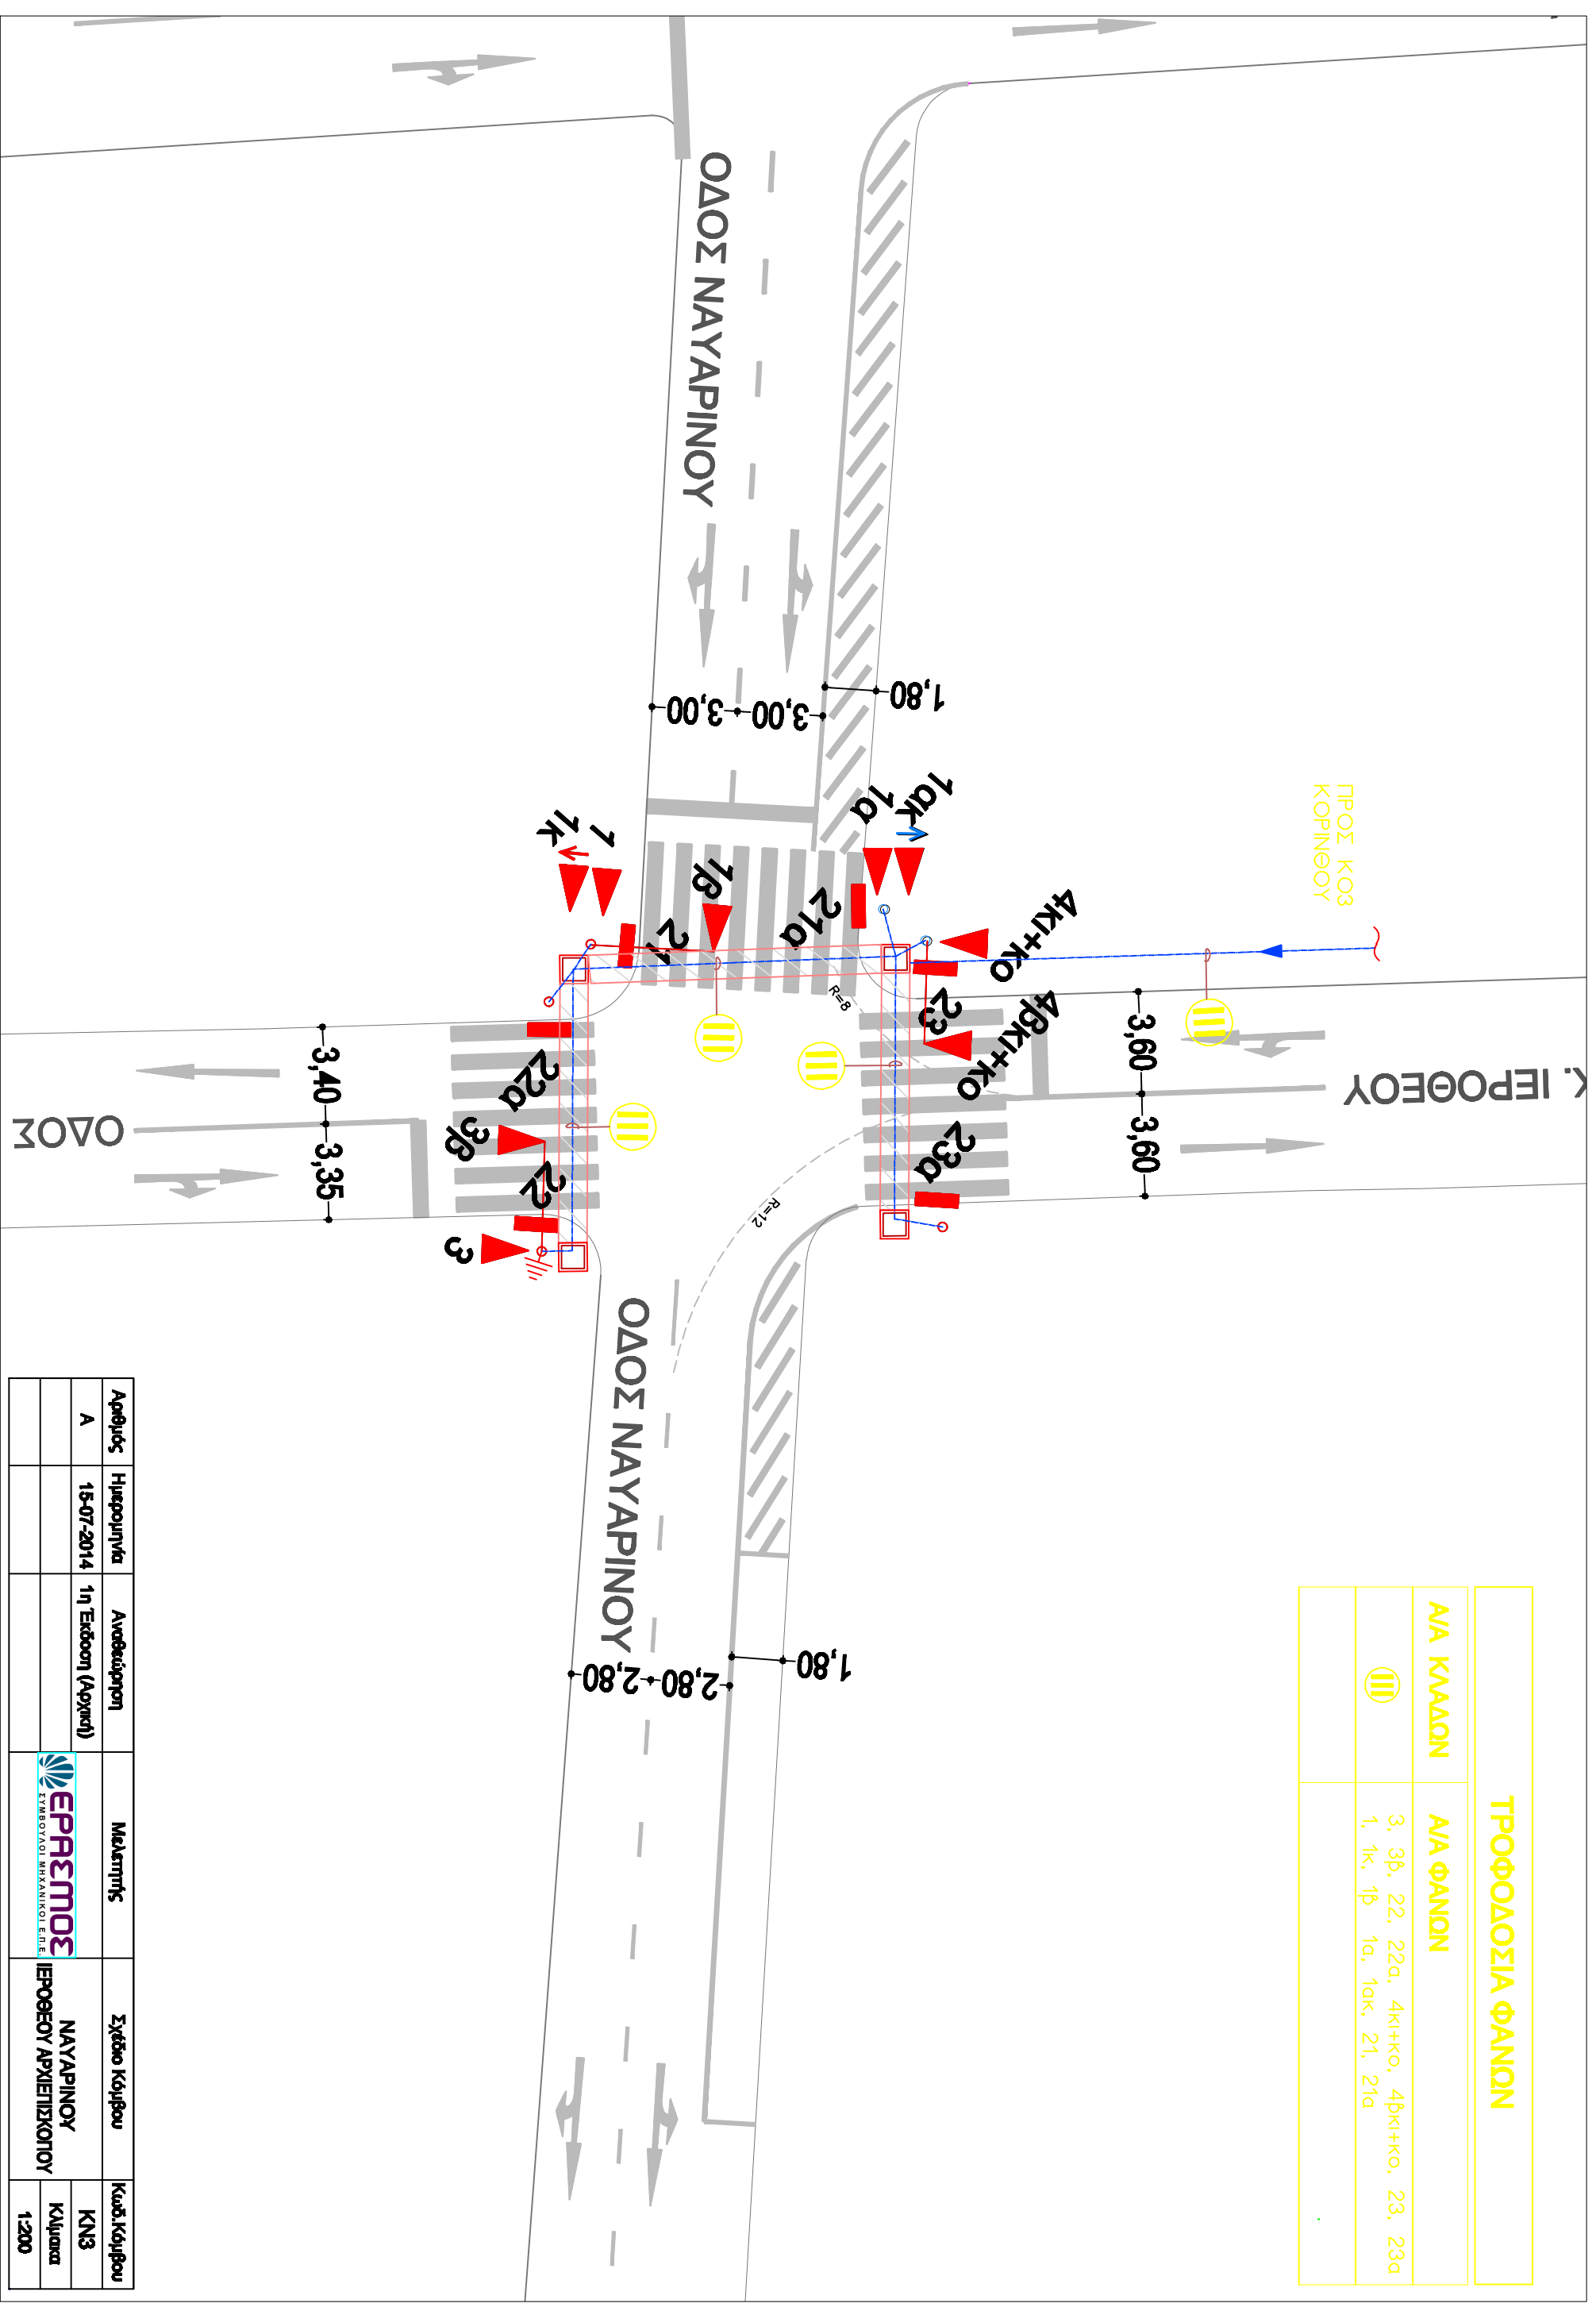 ΤΡΟΦΟΔΟΣΙΑ ΦΑΝΩΝ
Α/Α ΚΛΑΔΩΝ
Α/Α ΦΑΝΩΝ
3, 3β, 22, 22α, 4κι+κο, 4βκι+κο, 23, 23α
1, 1κ, 1β 1α, 1ακ, 21, 21α
ΠΡΟΣ ΚΟ3
ΚΟΡΙΝΘΟΥ
Κ. ΙΕΡΟΘΕΟΥ
3,60
3,60
1,80
1ακ
1α
4κι+κο
4βκι+κο
23
23α
21α
R=8
R=12
ΟΔΟΣ ΝΑΥΑΡΙΝΟΥ
3,00
3,00
1β
21
1
1κ
22α
3β
22
3
3,40
3,35
ΟΔΟΣ
ΟΔΟΣ ΝΑΥΑΡΙΝΟΥ
1,80
2,80
2,80
Αριθμός
Ημερομηνία
Αναθεώρηση
Μελετητής
Σχέδιο Κόμβου
Κωδ.Κόμβου
Α
15-07-2014
1η Έκδοση (Αρχική)
ΕΡΑΣΜΟΣ
ΣΥΜΒΟΥΛΟΙ ΜΗΧΑΝΙΚΟΙ Ε.Π.Ε.
ΝΑΥΑΡΙΝΟΥ
ΙΕΡΟΘΕΟΥ ΑΡΧΙΕΠΙΣΚΟΠΟΥ
ΚΝ3
Κλίμακα
1:200